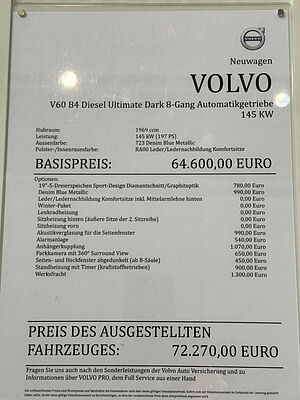 VOLVO
Neuwagen
VOLVO
V60 B4 Diesel Ultimate Dark 8-Gang Automatikgetriebe
145 KW
Hubraum: 1969 ccm
Leistung: 145 kW (197 PS)
Aussenfarbe: 723 Denim Blue Metallic
Polster-/Innenraumfarbe: RA00 Leder/Ledernachbildung Komfortsitze
BASISPREIS: 64.600,00 EURO
Optionen:
19"-5-Dreierspeichen Sport-Design Diamantschnitt/Graphitoptik 780,00 Euro
Denim Blue Metallic 990,00 Euro
Leder/Ledernachbildung Komfortsitze inkl. Mittelarmlehne hinten 0,00 Euro
Winter-Paket 0,00 Euro
Lenkradheizung 0,00 Euro
Sitzheizung hinten (äußere Sitze der 2. Sitzreihe) 0,00 Euro
Sitzheizung vorn 0,00 Euro
Akustikverglasung für die Seitenfenster 990,00 Euro
Alarmanlage 540,00 Euro
Anhängerkupplung 1.070,00 Euro
Parkkamera mit 360° Surround View 650,00 Euro
Seiten- und Heckfenster abgedunkelt (ab B-Säule) 450,00 Euro
Standheizung mit Timer (kraftstoffbetrieben) 900,00 Euro
Werksfracht 1.300,00 Euro
PREIS DES AUSGESTELLTEN
FAHRZEUGES: 72.270,00 EURO
Fragen Sie uns auch nach den Sonderleistungen der Volvo Auto Versicherung und zu
Informationen über VOLVO PRO, dem Full Service aus einer Hand